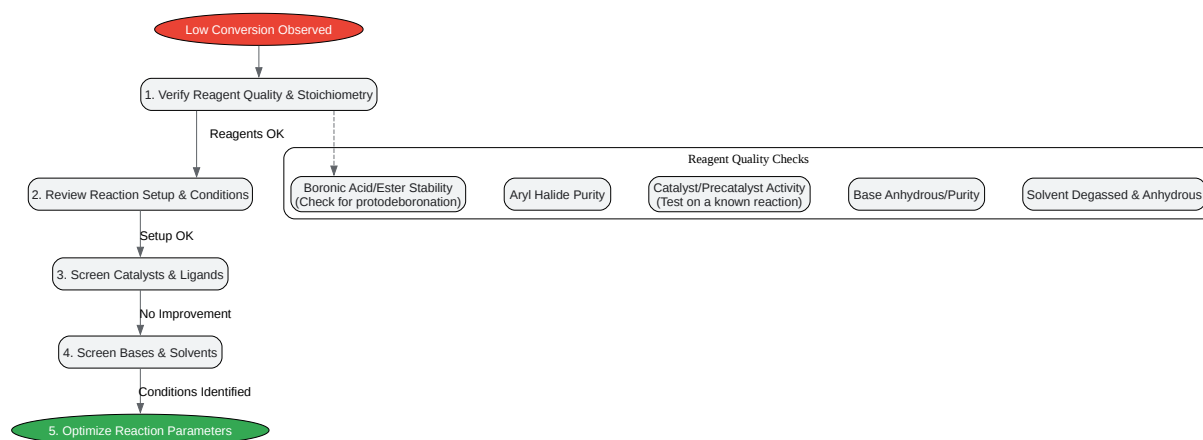 Low Conversion Observed
1. Verify Reagent Quality & Stoichiometry
Reagents OK
Reagent Quality Checks
Boronic Acid/Ester Stability
(Check for protodeboronation)
Aryl Halide Purity
Catalyst/Precatalyst Activity
(Test on a known reaction)
Base Anhydrous/Purity
Solvent Degassed & Anhydrous
2. Review Reaction Setup & Conditions
Setup OK
3. Screen Catalysts & Ligands
No Improvement
4. Screen Bases & Solvents
Conditions Identified
5. Optimize Reaction Parameters